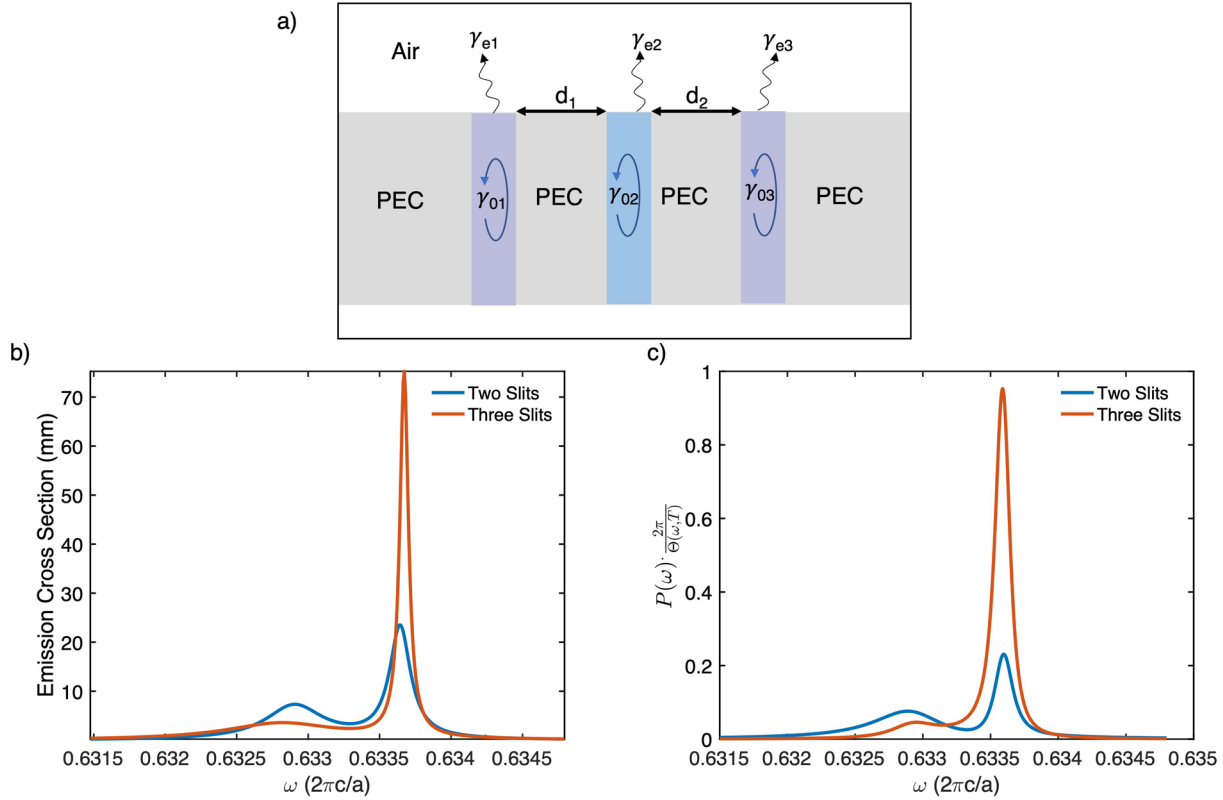 a)
Air
γe1
γe2
γe3
d1
d2
PEC
γ01
PEC
γ02
PEC
γ03
PEC
b)
Emission Cross Section (mm)
70
60
50
40
30
20
10
0.6315
0.632
0.6325
0.633
0.6335
0.634
0.6345
ω (2πc/a)
Two Slits
Three Slits
c)
P(ω)· 2π/Θ(ω,T)
1
0.8
0.6
0.4
0.2
0
0.6315
0.632
0.6325
0.633
0.6335
0.634
0.6345
0.635
ω (2πc/a)
Two Slits
Three Slits